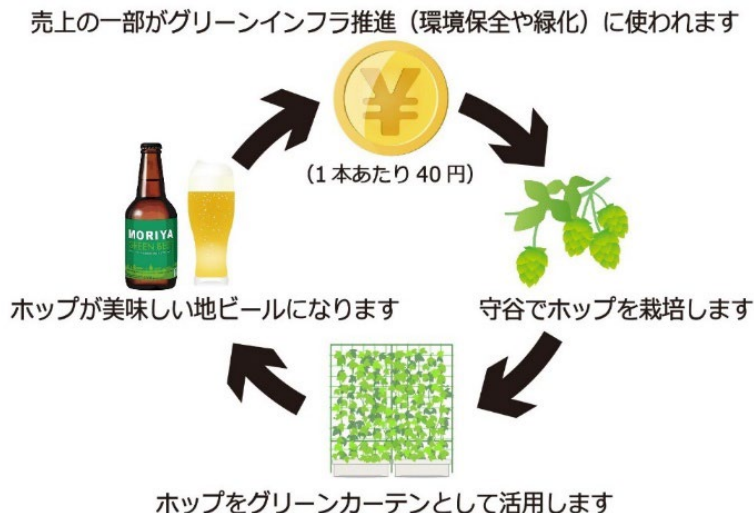 売上の一部がグリーンインフラ推進（環境保全や緑化）に使われます
¥
（1本あたり40円）
MORIYA
GREEN BEER
ホップが美味しい地ビールになります
守谷でホップを栽培します
ホップをグリーンカーテンとして活用します